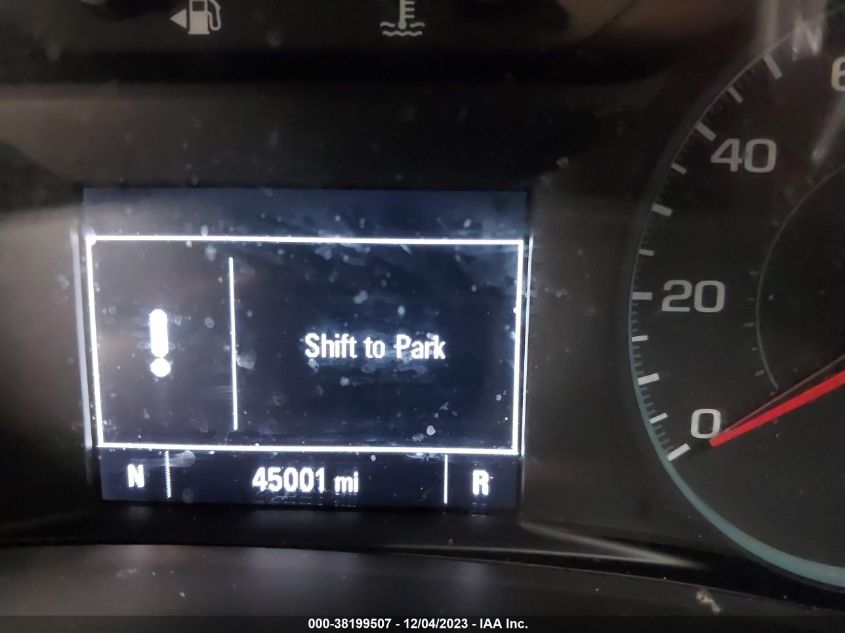 Shift to Park
N 45001 mi R
40
20
0
000-38199507 - 12/04/2023 - IAA Inc.